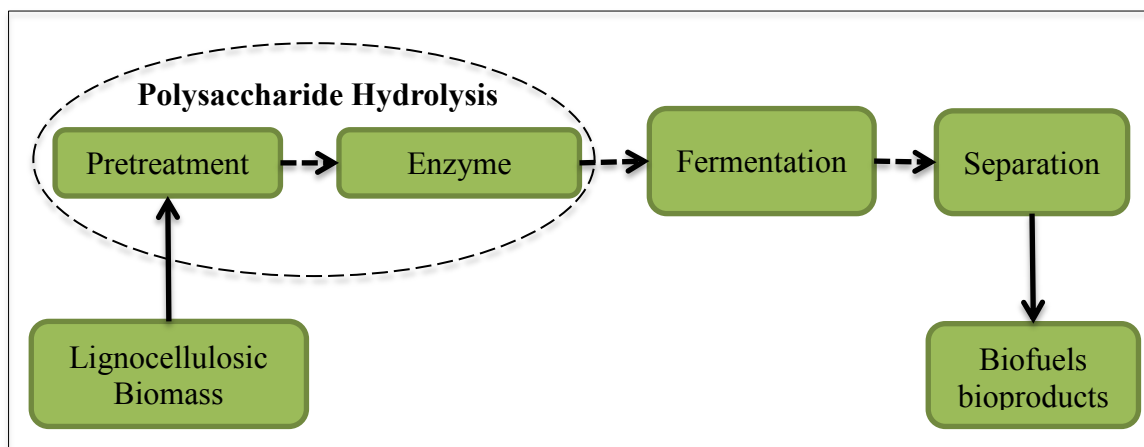 Polysaccharide Hydrolysis
Pretreatment
Enzyme
Fermentation
Separation
Lignocellulosic
Biomass
Biofuels
bioproducts